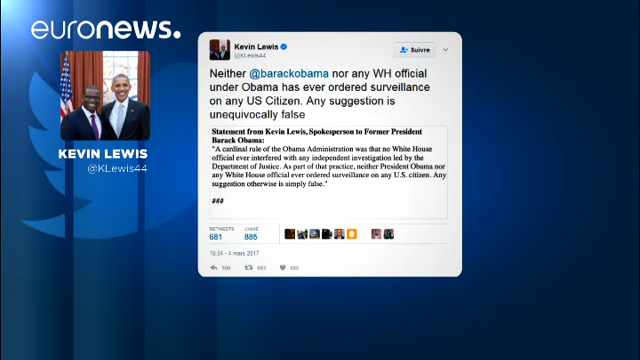 euronews.
KEVIN LEWIS
@KLewis44
Kevin Lewis
@KLewis44
Suivre
Neither @barackobama nor any WH official
under Obama has ever ordered surveillance
on any US Citizen. Any suggestion is
unequivocally false
Statement from Kevin Lewis, Spokesperson to Former President
Barack Obama:
"A cardinal rule of the Obama Administration was that no White House
official ever interfered with any independent investigation led by the
Department of Justice. As part of that practice, neither President Obama nor
any White House official ever ordered surveillance on any U.S. citizen. Any
suggestion otherwise is simply false."
###
RETWEETS J'AIME
681 885
4 mars 2017
681 885